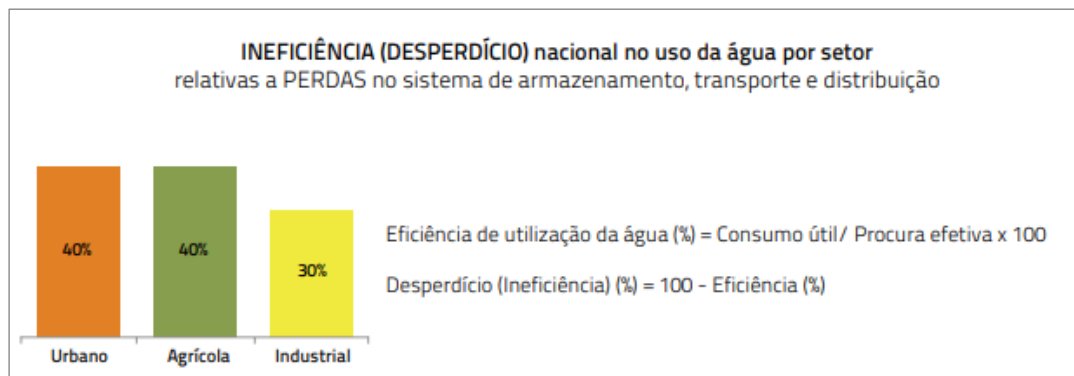 INEFICIÊNCIA (DESPERDÍCIO) nacional no uso da água por setor
relativas a PERDAS no sistema de armazenamento, transporte e distribuição
40%
40%
30%
Eficiência de utilização da água (%) = Consumo útil/ Procura efetiva x 100
Desperdício (Ineficiência) (%) = 100 - Eficiência (%)
Urbano
Agrícola
Industrial